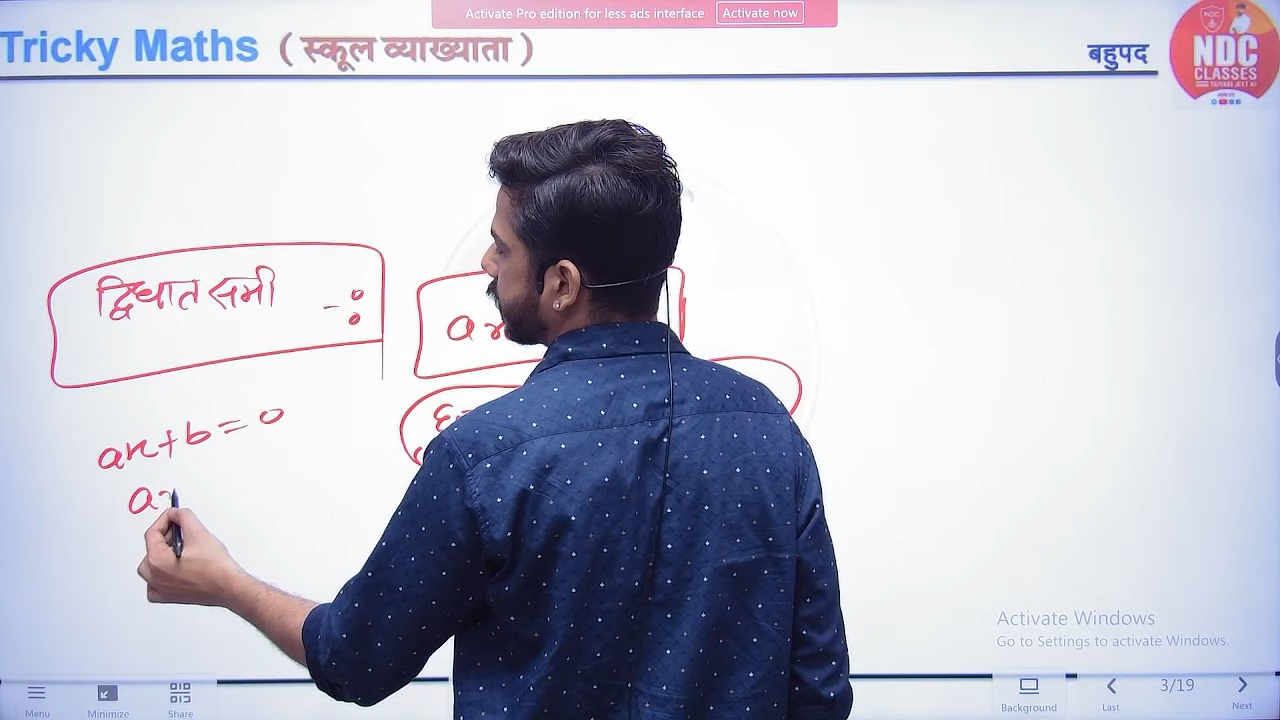 Activate Pro edition for less ads interface Activate now
Tricky Maths ( स्कूल व्याख्याता )
बहुपद
NDC
CLASSES
द्विघात समी
ax+b=0
ax
Activate Windows
Go to Settings to activate Windows.
Menu Minimize Share
Background Last 3/19 Next